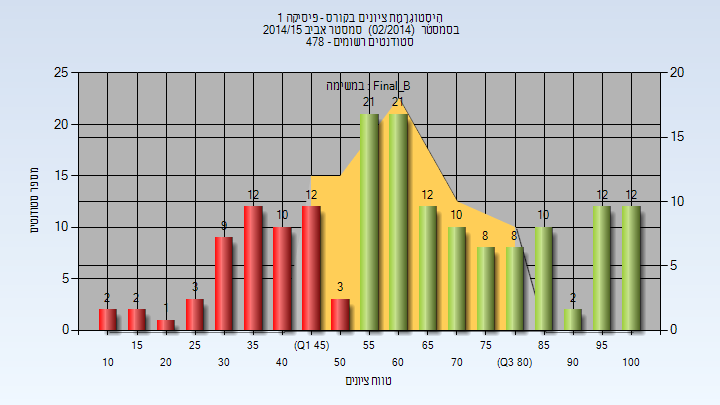 היסטוגרמת ציונים בקורס - פיסיקה 1
בסמסטר (02/2014) סמסטר אביב 2014/15
סטודנטים רשומים - 478
במשימה : Final_B
25 20 15 10 5 0
20 15 10 5 0
מספר סטודנטים
2 2 1 3 9 12 10 12 3 21 21 12 10 8 8 10 2 12 12
15 25 35 (Q1 45) 55 65 75 85 95
10 20 30 40 50 60 70 (Q3 80) 90 100
טווח ציונים